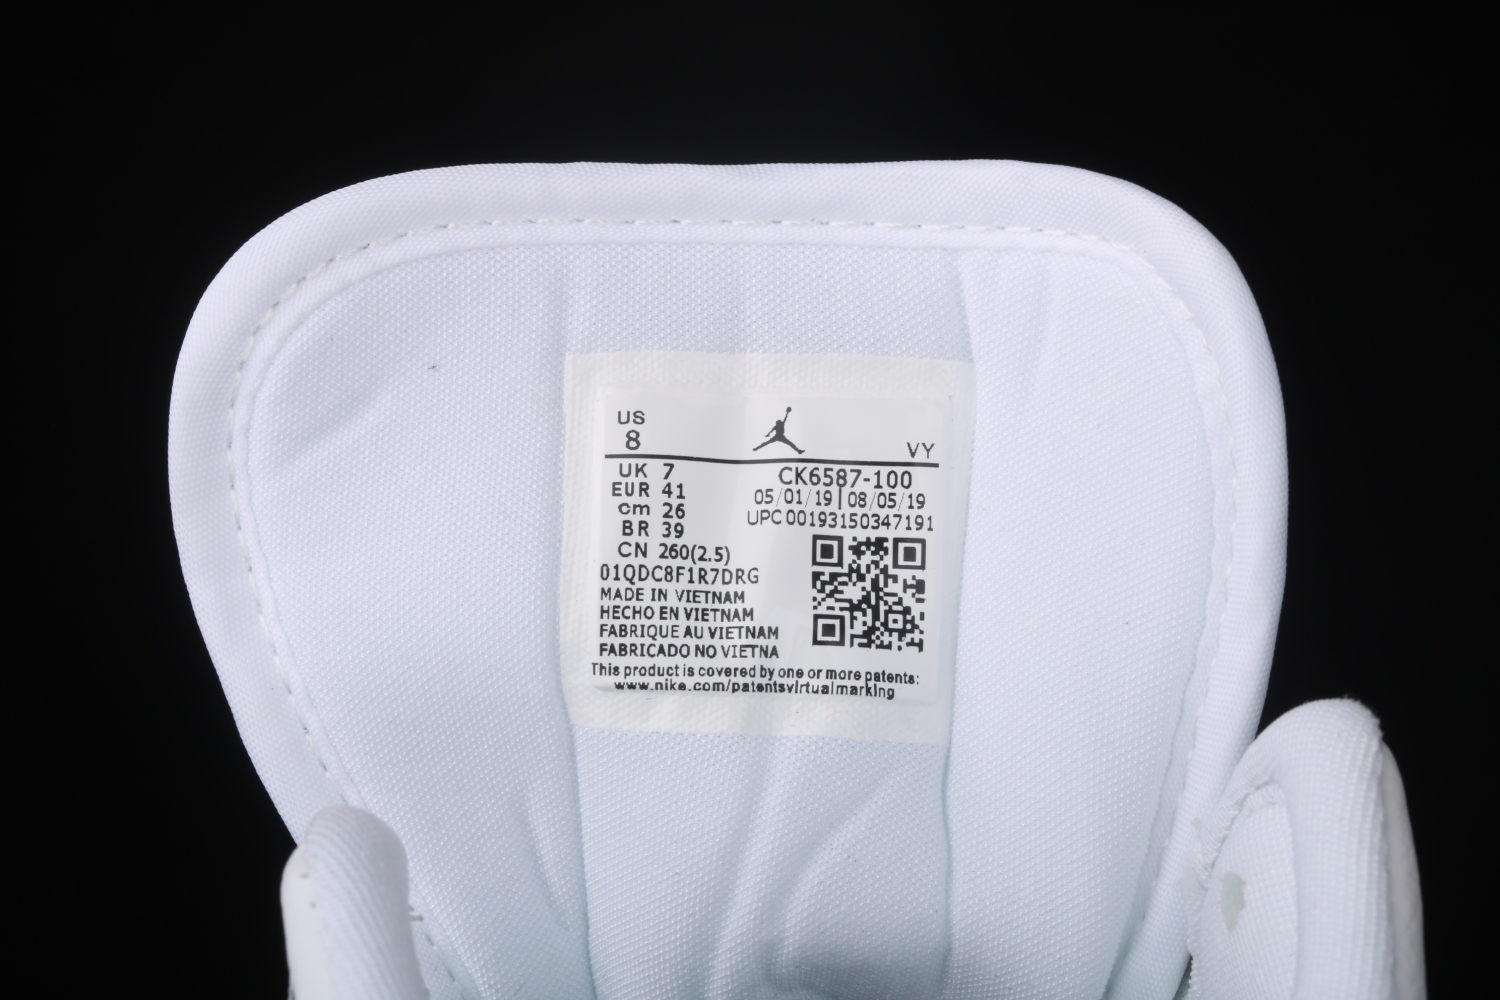 US
8
VY
UK 7
CK6587-100
EUR 41
05/01/19 | 08/05/19
cm 26
UPC 00193150347191
BR 39
CN 260(2.5)
01QDC8F1R7DRG
MADE IN VIETNAM
HECHO EN VIETNAM
FABRIQUE AU VIETNAM
FABRICADO NO VIETNA
This product is covered by one or more patents:
www.nike.com/patentsvirtualmarking